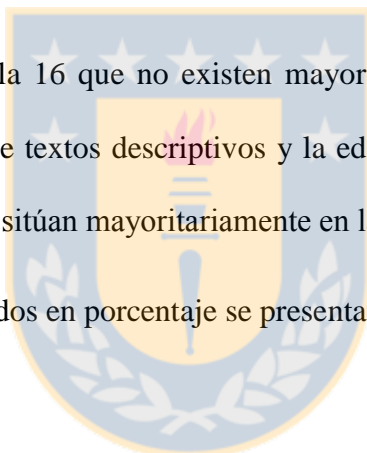 la 16 que no existen mayor
e textos descriptivos y la ed
sitúan mayoritariamente en l
dos en porcentaje se presenta